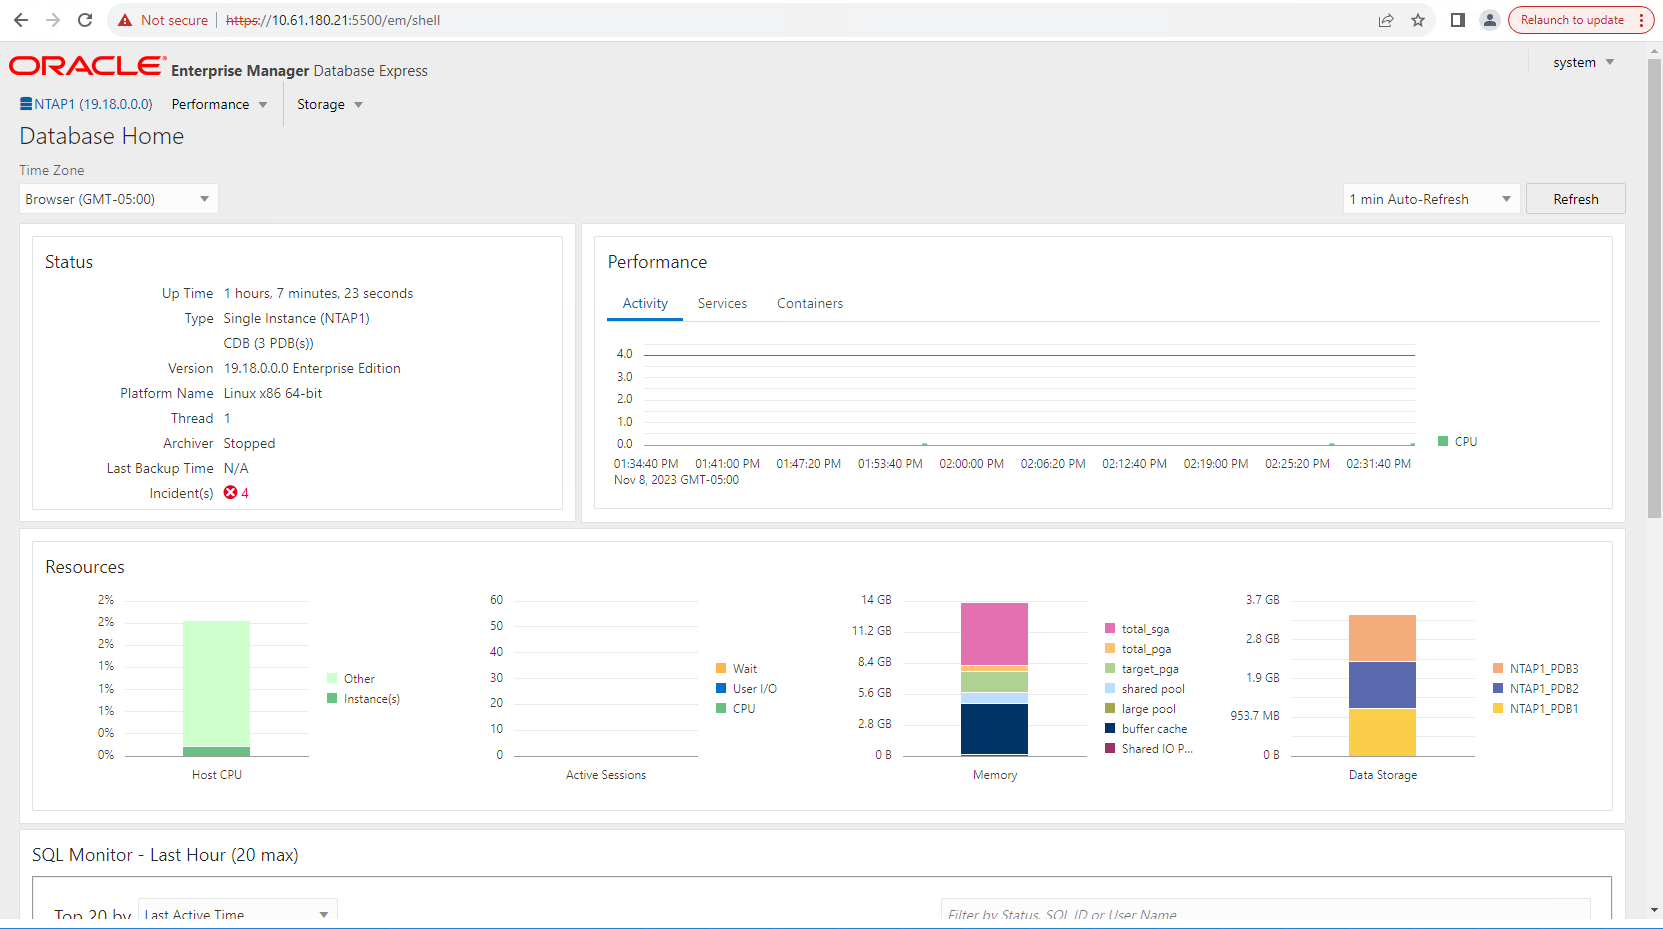 Not secure | https://10.61.180.21:5500/em/shell
Relaunch to update
ORACLE Enterprise Manager Database Express
system
NTAP1 (19.18.0.0.0) Performance Storage
Database Home
Time Zone
Browser (GMT-05:00)
1 min Auto-Refresh Refresh
Status
Up Time 1 hours, 7 minutes, 23 seconds
Type Single Instance (NTAP1)
CDB (3 PDB(s))
Version 19.18.0.0.0 Enterprise Edition
Platform Name Linux x86 64-bit
Thread 1
Archiver Stopped
Last Backup Time N/A
Incident(s) 4
Performance
Activity Services Containers
4.0
3.0
2.0
1.0
0.0
CPU
01:34:40 PM 01:41:00 PM 01:47:20 PM 01:53:40 PM 02:00:00 PM 02:06:20 PM 02:12:40 PM 02:19:00 PM 02:25:20 PM 02:31:40 PM
Nov 8, 2023 GMT-05:00
Resources
2%
2%
2%
1%
1%
1%
0%
0%
Other
Instance(s)
Host CPU
60
50
40
30
20
10
0
Wait
User I/O
CPU
Active Sessions
14 GB
11.2 GB
8.4 GB
5.6 GB
2.8 GB
0 B
total_sga
total_pga
target_pga
shared pool
large pool
buffer cache
Shared IO P...
Memory
3.7 GB
2.8 GB
1.9 GB
953.7 MB
0 B
NTAP1_PDB3
NTAP1_PDB2
NTAP1_PDB1
Data Storage
SQL Monitor - Last Hour (20 max)
Top 20 by Last Active Time
Filter by Status, SQL ID or User Name